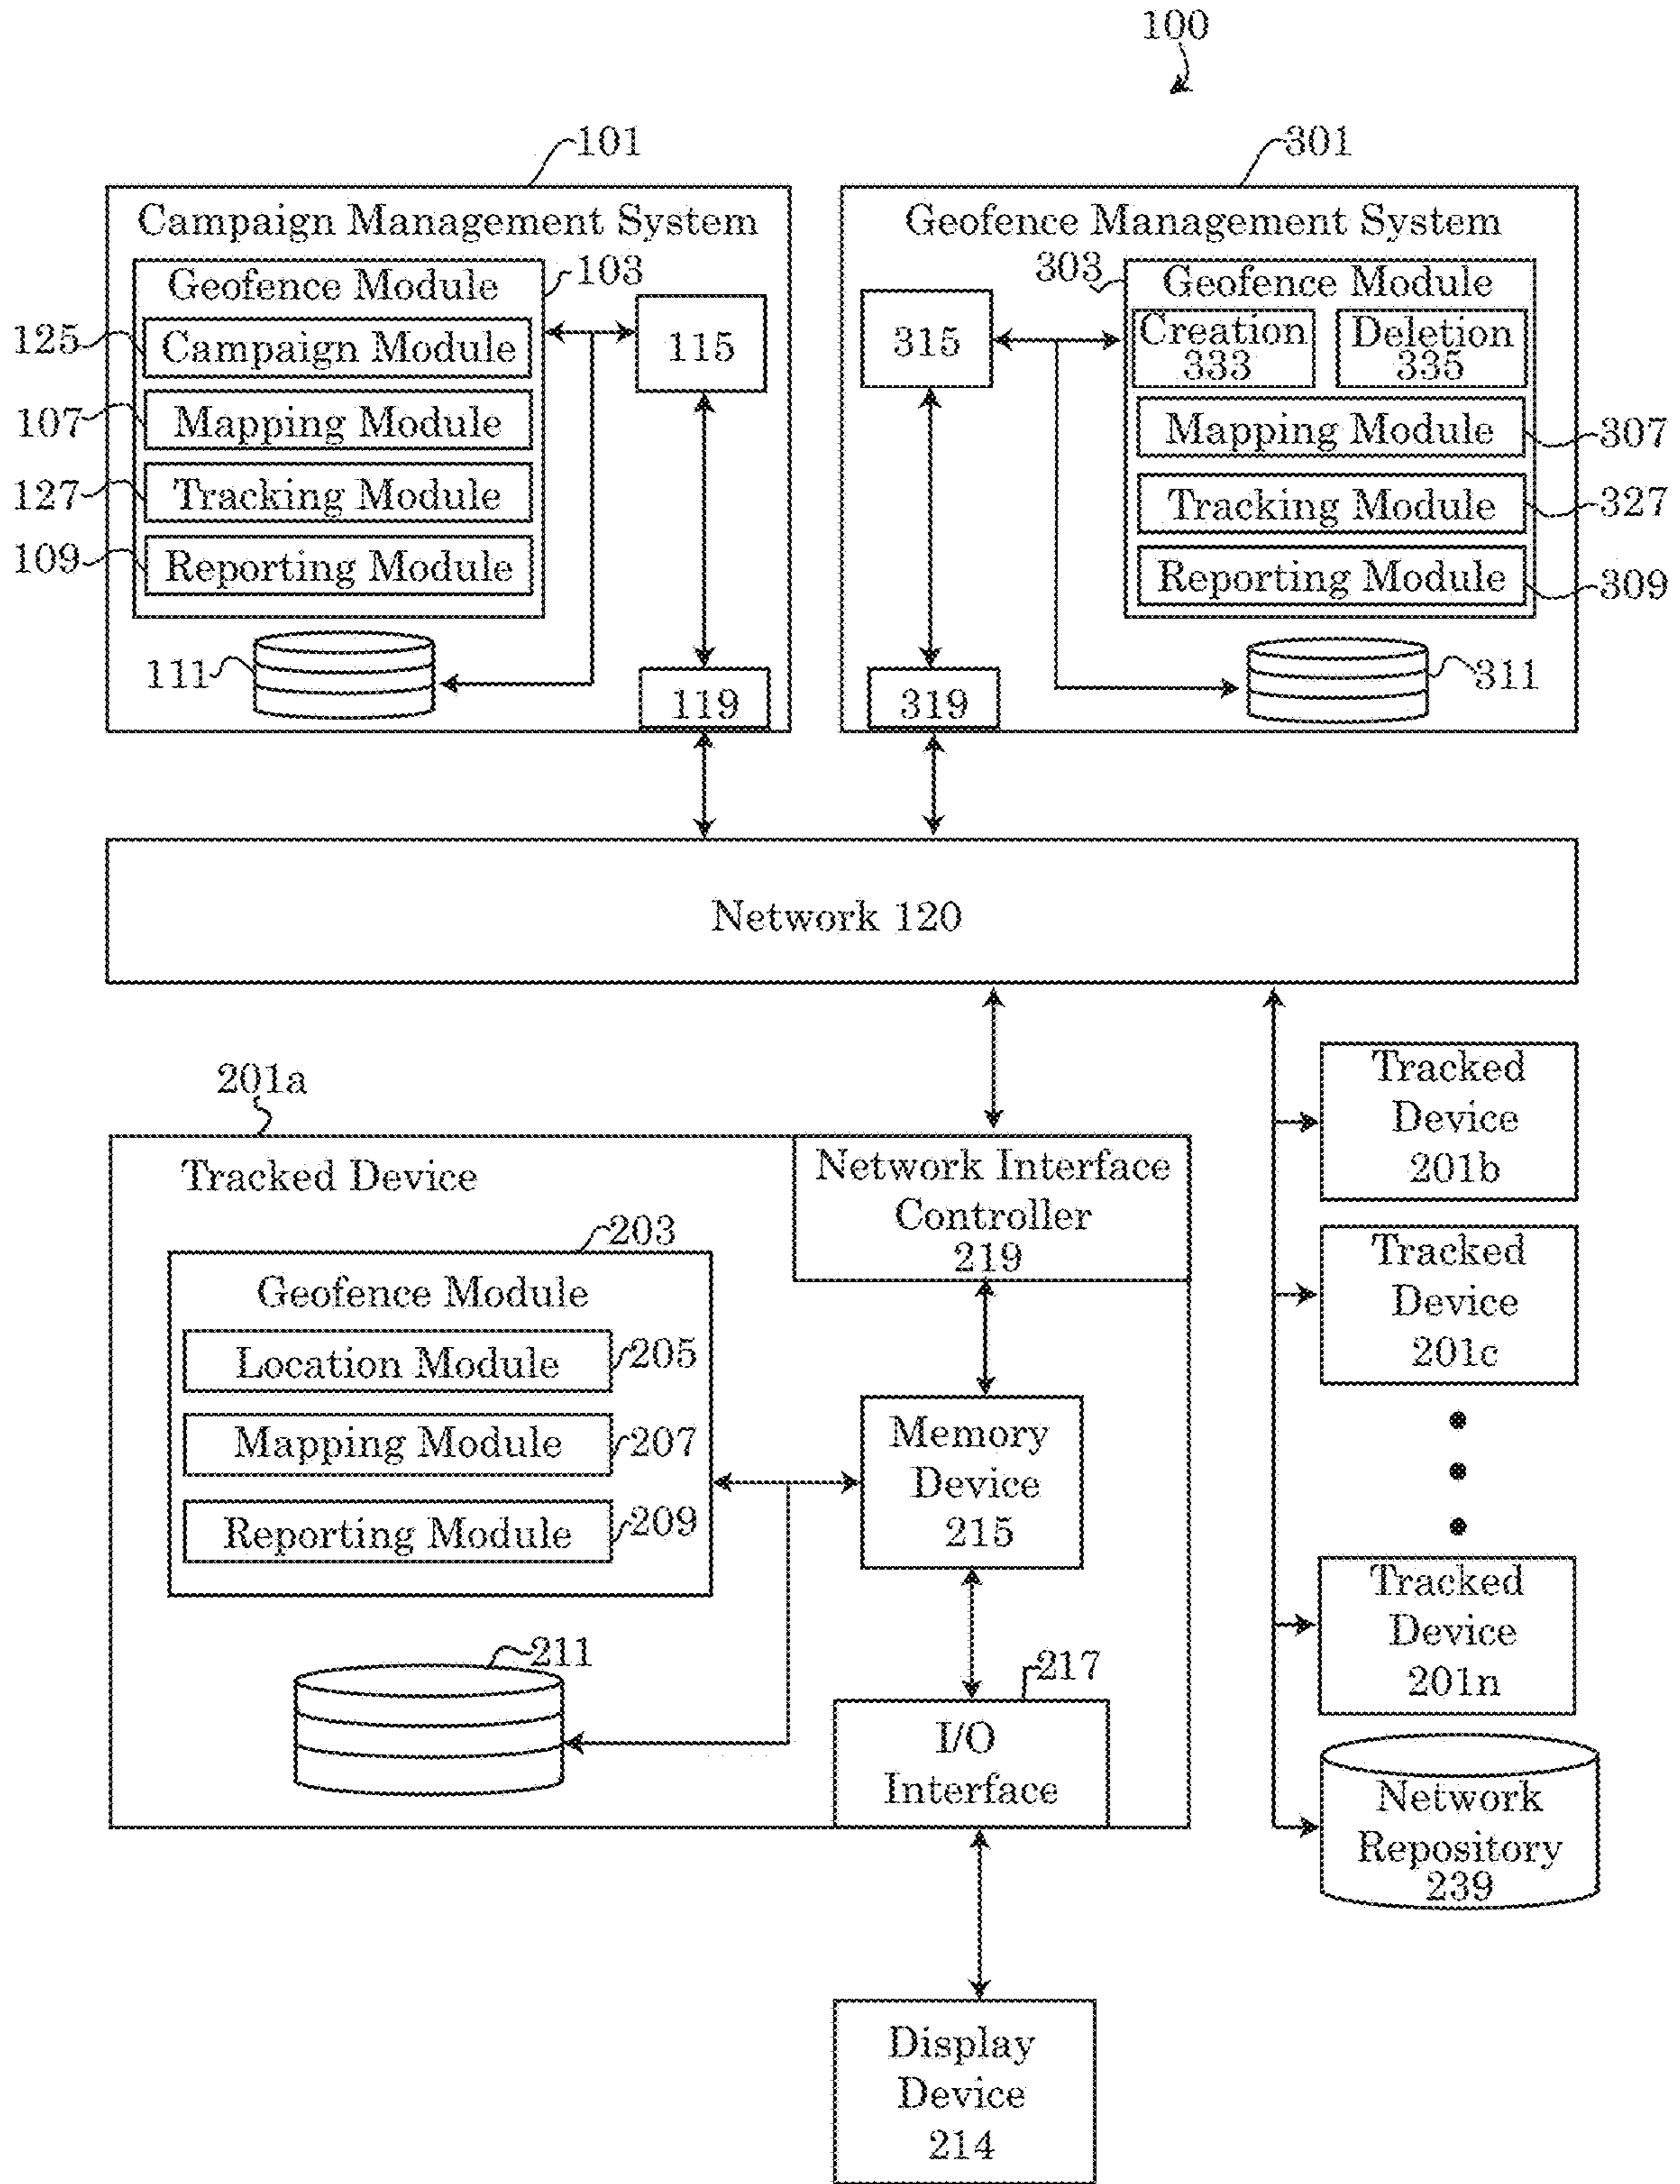 100
101
301
Campaign Management System
Geofence Management System
103
Geofence Module
125
Campaign Module
107
Mapping Module
127
Tracking Module
109
Reporting Module
115
111
119
303
Geofence Module
315
Creation
333
Deletion
335
Mapping Module
307
Tracking Module
327
Reporting Module
309
311
319
Network 120
201a
Tracked Device
Network Interface
Controller
219
203
Geofence Module
Location Module
205
Mapping Module
207
Reporting Module
209
Memory
Device
215
211
217
I/O
Interface
Display
Device
214
Tracked
Device
201b
Tracked
Device
201c
Tracked
Device
201n
Network
Repository
239